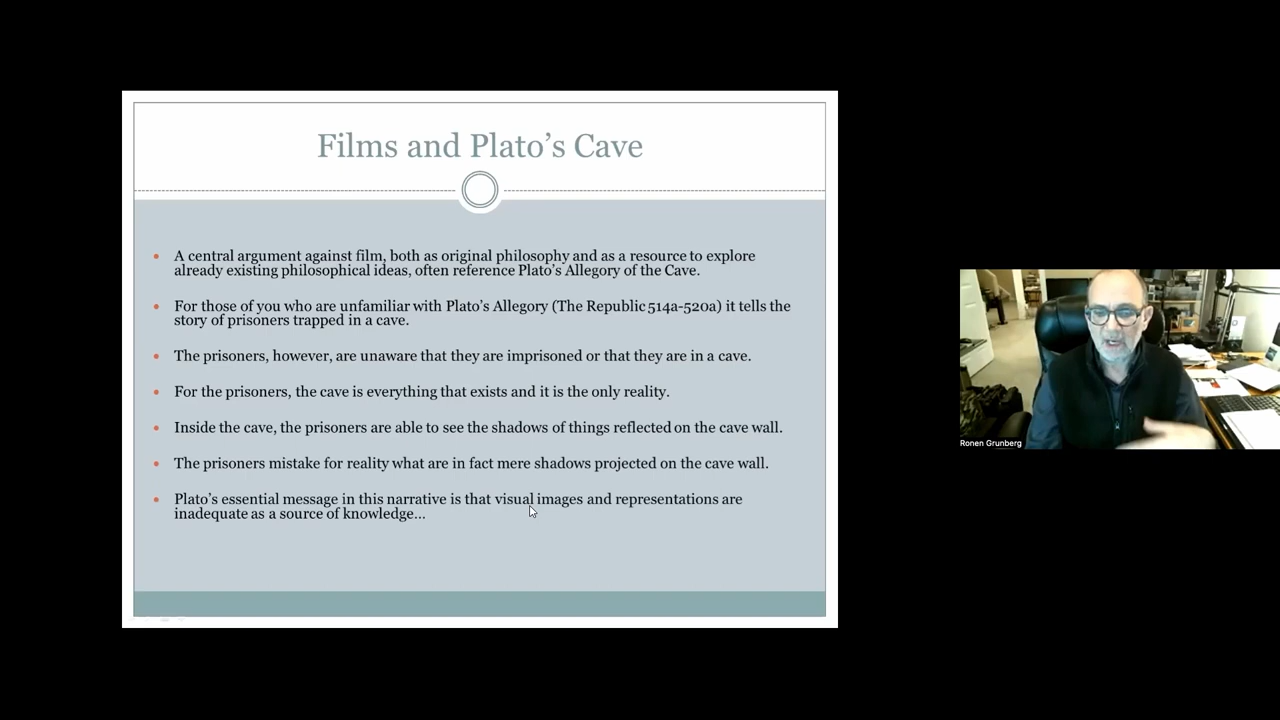 Films and Plato's Cave
• A central argument against film, both as original philosophy and as a resource to explore
already existing philosophical ideas, often reference Plato's Allegory of the Cave.
• For those of you who are unfamiliar with Plato's Allegory (The Republic 514a-520a) it tells the
story of prisoners trapped in a cave.
• The prisoners, however, are unaware that they are imprisoned or that they are in a cave.
• For the prisoners, the cave is everything that exists and it is the only reality.
• Inside the cave, the prisoners are able to see the shadows of things reflected on the cave wall.
• The prisoners mistake for reality what are in fact mere shadows projected on the cave wall.
• Plato's essential message in this narrative is that visual images and representations are
inadequate as a source of knowledge…
Ronen Grunberg